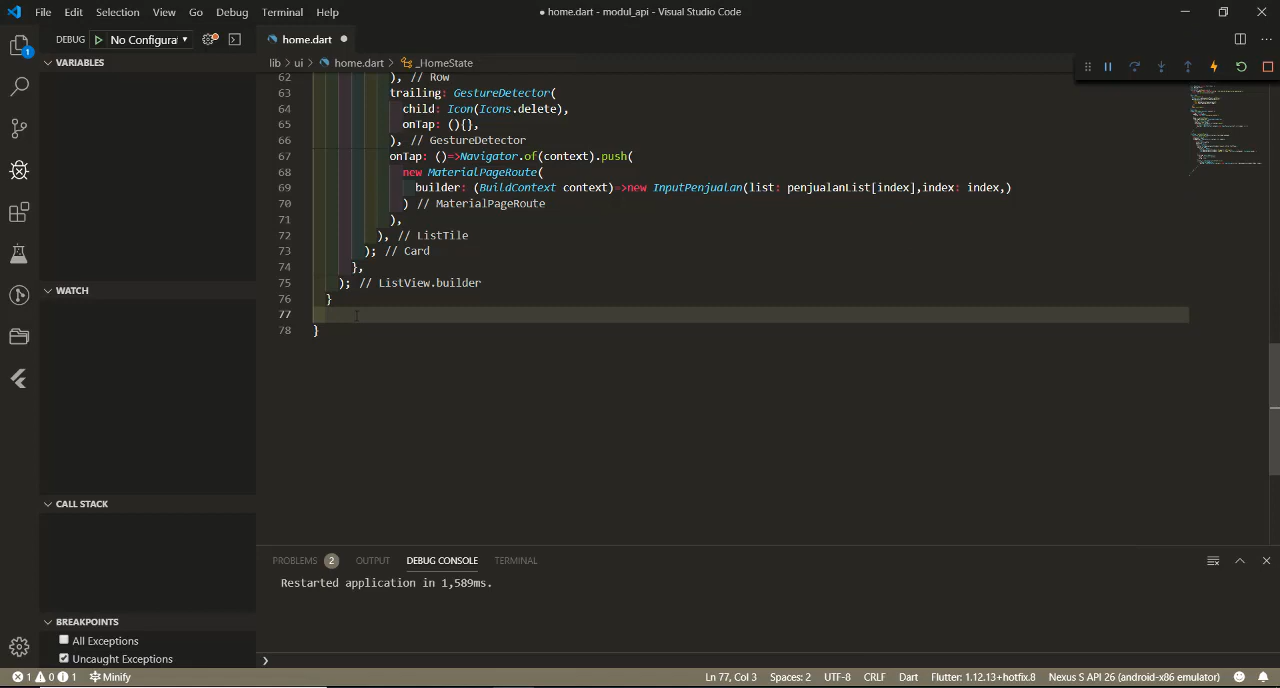 File Edit Selection View Go Debug Terminal Help
● home.dart - modul_api - Visual Studio Code
DEBUG No Configura
home.dart ●
1
VARIABLES
lib > ui > home.dart > _HomeState
62 ), // Row
63 trailing: GestureDetector(
64 child: Icon(Icons.delete),
65 onTap: (){},
66 ), // GestureDetector
67 onTap: ()=>Navigator.of(context).push(
68 new MaterialPageRoute(
69 builder: (BuildContext context)=>new InputPenjualan(list: penjualanList[index],index: index,)
70 ) // MaterialPageRoute
71 ),
72 ), // ListTile
73 ); // Card
74 },
75 ); // ListView.builder
76 }
77
78 }
WATCH
CALL STACK
BREAKPOINTS
All Exceptions
Uncaught Exceptions
PROBLEMS 2 OUTPUT DEBUG CONSOLE TERMINAL
Restarted application in 1,589ms.
1 0 1 Minify
Ln 77, Col 3 Spaces: 2 UTF-8 CRLF Dart Flutter: 1.12.13+hotfix.8 Nexus S API 26 (android-x86 emulator)